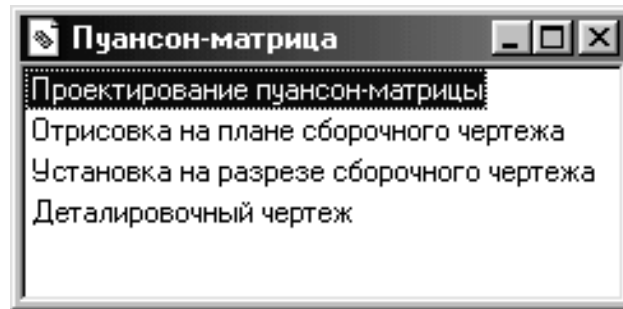 Пуансон-матрица
Проектирование пуансон-матрицы
Отрисовка на плане сборочного чертежа
Установка на разрезе сборочного чертежа
Деталировочный чертеж